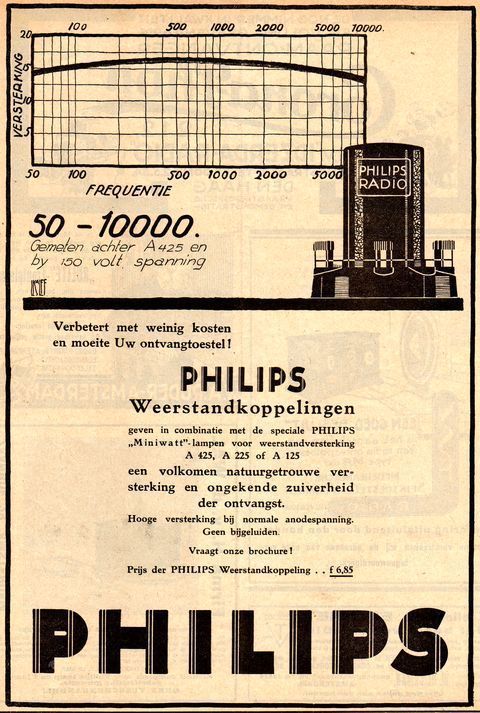 100 500 1000 2000 5000 10000.
20
15
10
5
VERSTERKING
50 100 500 1000 2000 5000
FREQUENTIE
PHILIPS
RADIO
50 - 10000.
Gemeten achter A 425 en
by 150 volt spanning
Verbetert met weinig kosten
en moeite Uw ontvangtoestel!
PHILIPS
Weerstandkoppelingen
geven in combinatie met de speciale PHILIPS
„Miniwatt"-lampen voor weerstandversterking
A 425, A 225 of A 125
een volkomen natuurgetrouwe ver-
sterking en ongekende zuiverheid
der ontvangst.
Hooge versterking bij normale anodespanning.
Geen bijgeluiden.
Vraagt onze brochure!
Prijs der PHILIPS Weerstandkoppeling . . f 6,85
PHILIPS